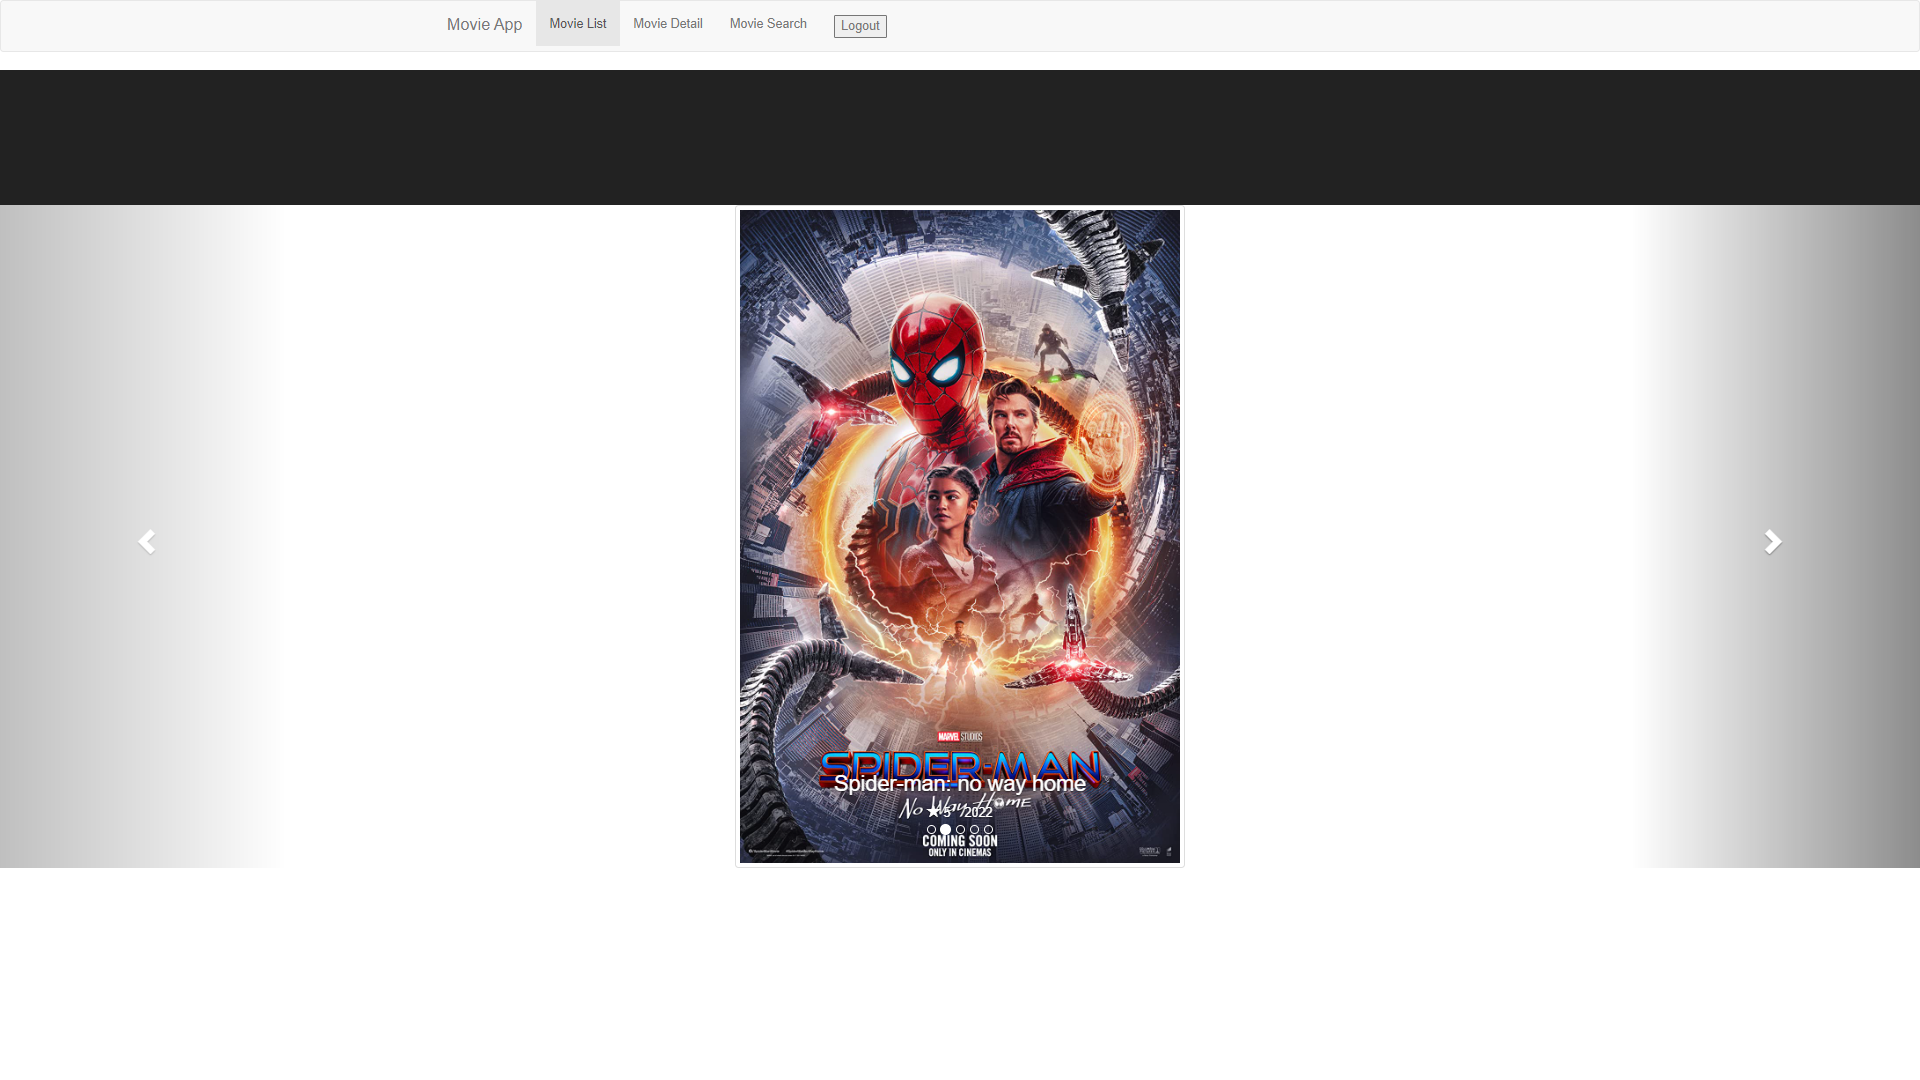 Movie App Movie List Movie Detail Movie Search Logout
MARVEL STUDIOS
SPIDER-MAN
Spider-man: no way home
No Way Home
★ 5 /2022
COMING SOON
ONLY IN CINEMAS